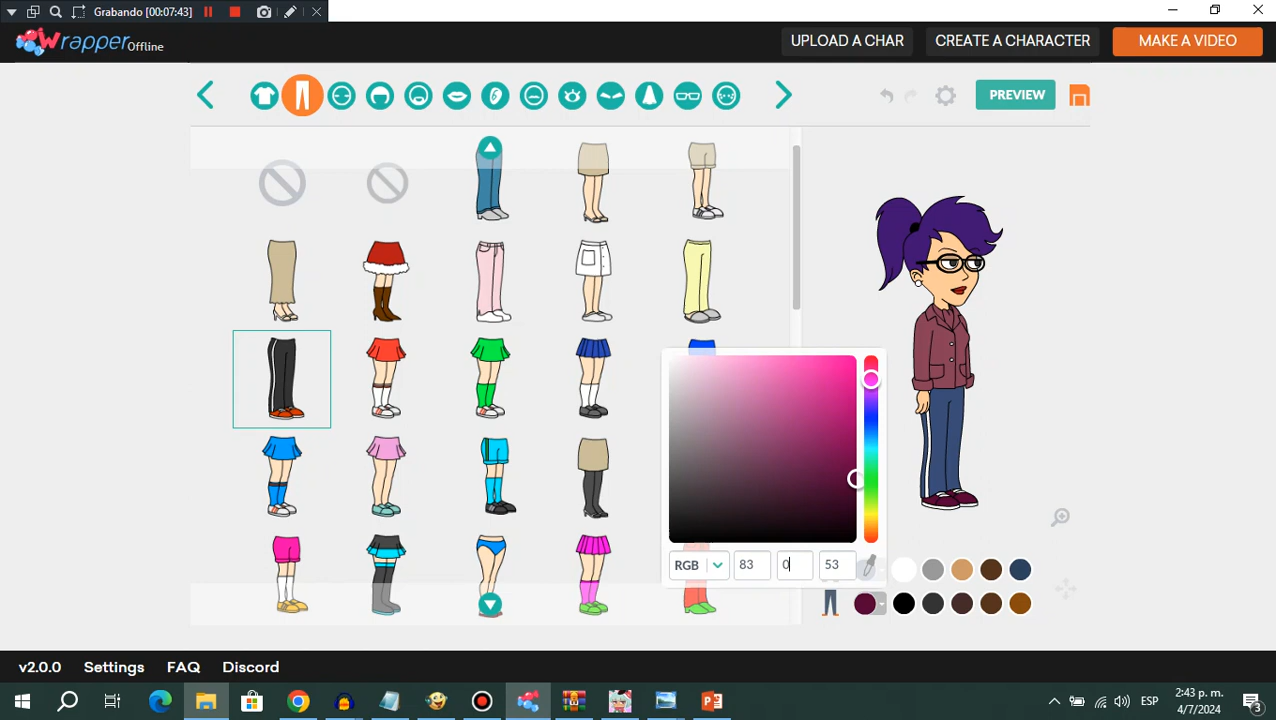 Grabando [00:07:43]
Wrapper Offline
UPLOAD A CHAR
CREATE A CHARACTER
MAKE A VIDEO
PREVIEW
RGB
83
0
53
v2.0.0
Settings
FAQ
Discord
ESP
2:43 p. m.
4/7/2024
3